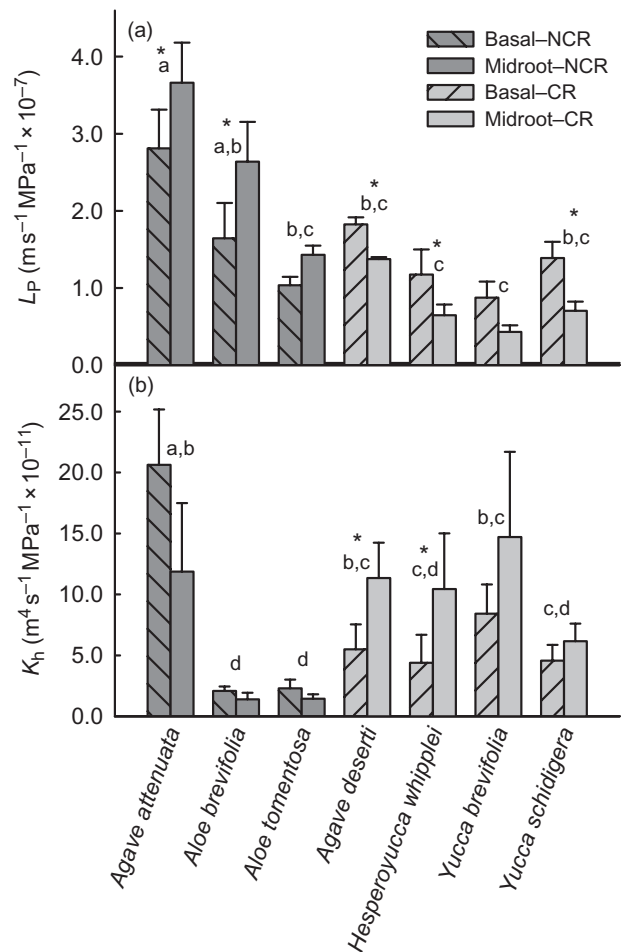 (a)
Basal–NCR
Midroot–NCR
Basal–CR
Midroot–CR
4.0
3.0
2.0
1.0
0.0
L_P (m s⁻¹ MPa⁻¹ × 10⁻⁷)
*
a
*
a,b
b,c
*
b,c
*
c
c
*
b,c
(b)
25.0
20.0
15.0
10.0
5.0
0.0
K_h (m⁴ s⁻¹ MPa⁻¹ × 10⁻¹¹)
a,b
d
d
*
b,c
*
c,d
b,c
c,d
Agave attenuata
Aloe brevifolia
Aloe tomentosa
Agave deserti
Hesperoyucca whipplei
Yucca brevifolia
Yucca schidigera